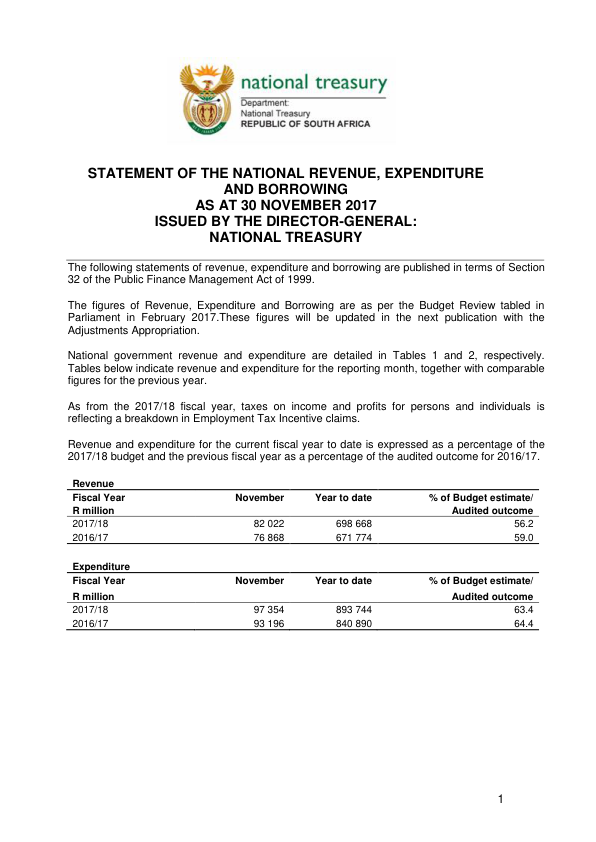 national treasury
Department:
National Treasury
REPUBLIC OF SOUTH AFRICA
STATEMENT OF THE NATIONAL REVENUE, EXPENDITURE
AND BORROWING
AS AT 30 NOVEMBER 2017
ISSUED BY THE DIRECTOR-GENERAL:
NATIONAL TREASURY
The following statements of revenue, expenditure and borrowing are published in terms of Section
32 of the Public Finance Management Act of 1999.
The figures of Revenue, Expenditure and Borrowing are as per the Budget Review tabled in
Parliament in February 2017.These figures will be updated in the next publication with the
Adjustments Appropriation.
National government revenue and expenditure are detailed in Tables 1 and 2, respectively.
Tables below indicate revenue and expenditure for the reporting month, together with comparable
figures for the previous year.
As from the 2017/18 fiscal year, taxes on income and profits for persons and individuals is
reflecting a breakdown in Employment Tax Incentive claims.
Revenue and expenditure for the current fiscal year to date is expressed as a percentage of the
2017/18 budget and the previous fiscal year as a percentage of the audited outcome for 2016/17.
Revenue
Fiscal Year November Year to date % of Budget estimate/
R million Audited outcome
2017/18 82 022 698 668 56.2
2016/17 76 868 671 774 59.0
Expenditure
Fiscal Year November Year to date % of Budget estimate/
R million Audited outcome
2017/18 97 354 893 744 63.4
2016/17 93 196 840 890 64.4
1